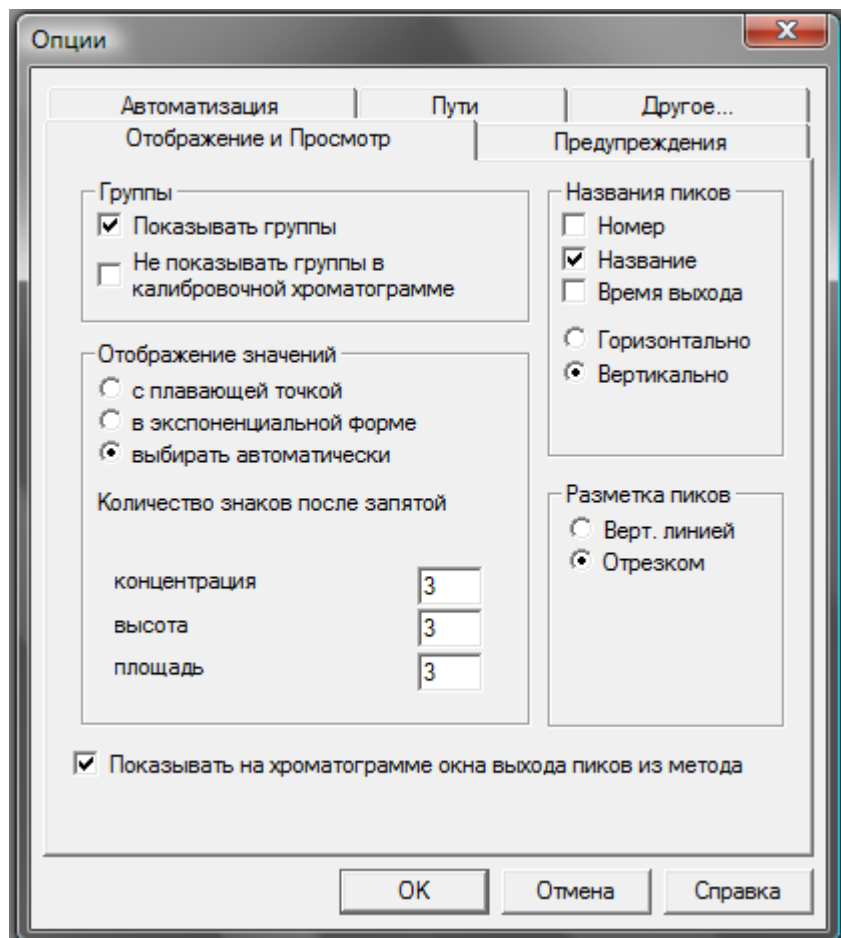 Опции
Автоматизация
Пути
Другое...
Отображение и Просмотр
Предупреждения
Группы
Показывать группы
Не показывать группы в
калибровочной хроматограмме
Названия пиков
Номер
Название
Время выхода
Горизонтально
Вертикально
Отображение значений
с плавающей точкой
в экспоненциальной форме
выбирать автоматически
Количество знаков после запятой
концентрация 3
высота 3
площадь 3
Разметка пиков
Верт. линией
Отрезком
Показывать на хроматограмме окна выхода пиков из метода
OK
Отмена
Справка